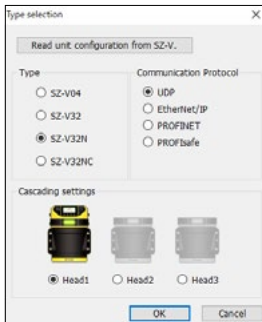 Type selection
Read unit configuration from SZ-V.
Type
SZ-V04
SZ-V32
SZ-V32N
SZ-V32NC
Communication Protocol
UDP
EtherNet/IP
PROFINET
PROFIsafe
Cascading settings
Head1
Head2
Head3
OK
Cancel